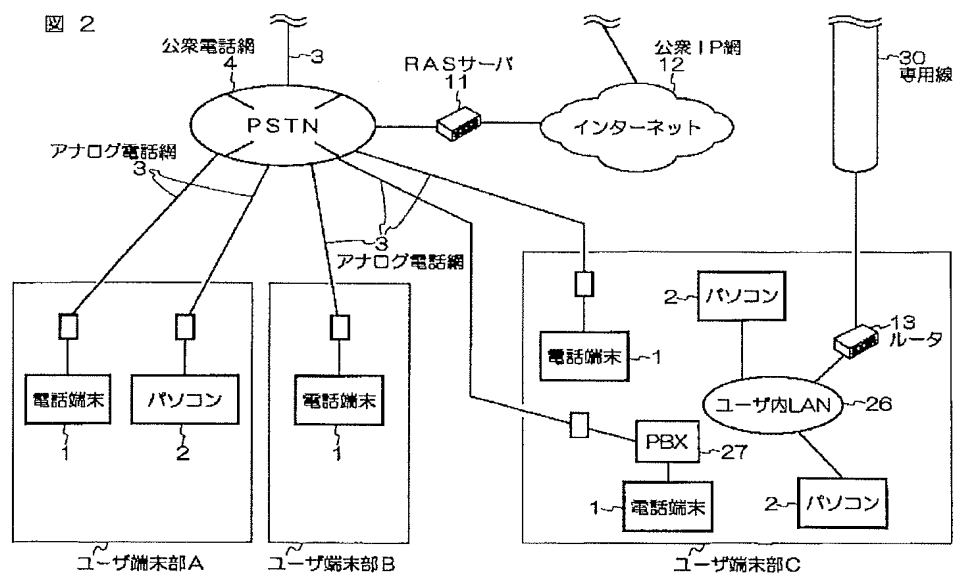 図 2
公衆電話網
4
3
RASサーバ
11
公衆IP網
12
30
専用線
PSTN
インターネット
アナログ電話網
3
3
3
アナログ電話網
2
パソコン
13
ルータ
電話端末
1
ユーザ内LAN
26
電話端末
パソコン
電話端末
1
2
1
PBX
27
1
電話端末
2
パソコン
ユーザ端末部A
ユーザ端末部B
ユーザ端末部C